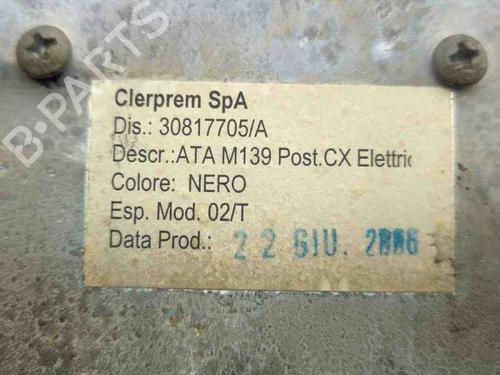 B-PARTS
Clerprem SpA
Dis.: 30817705/A
Descr.:ATA M139 Post.CX Elettric
Colore: NERO
Esp. Mod. 02/T
Data Prod.: 22 GIU. 2006